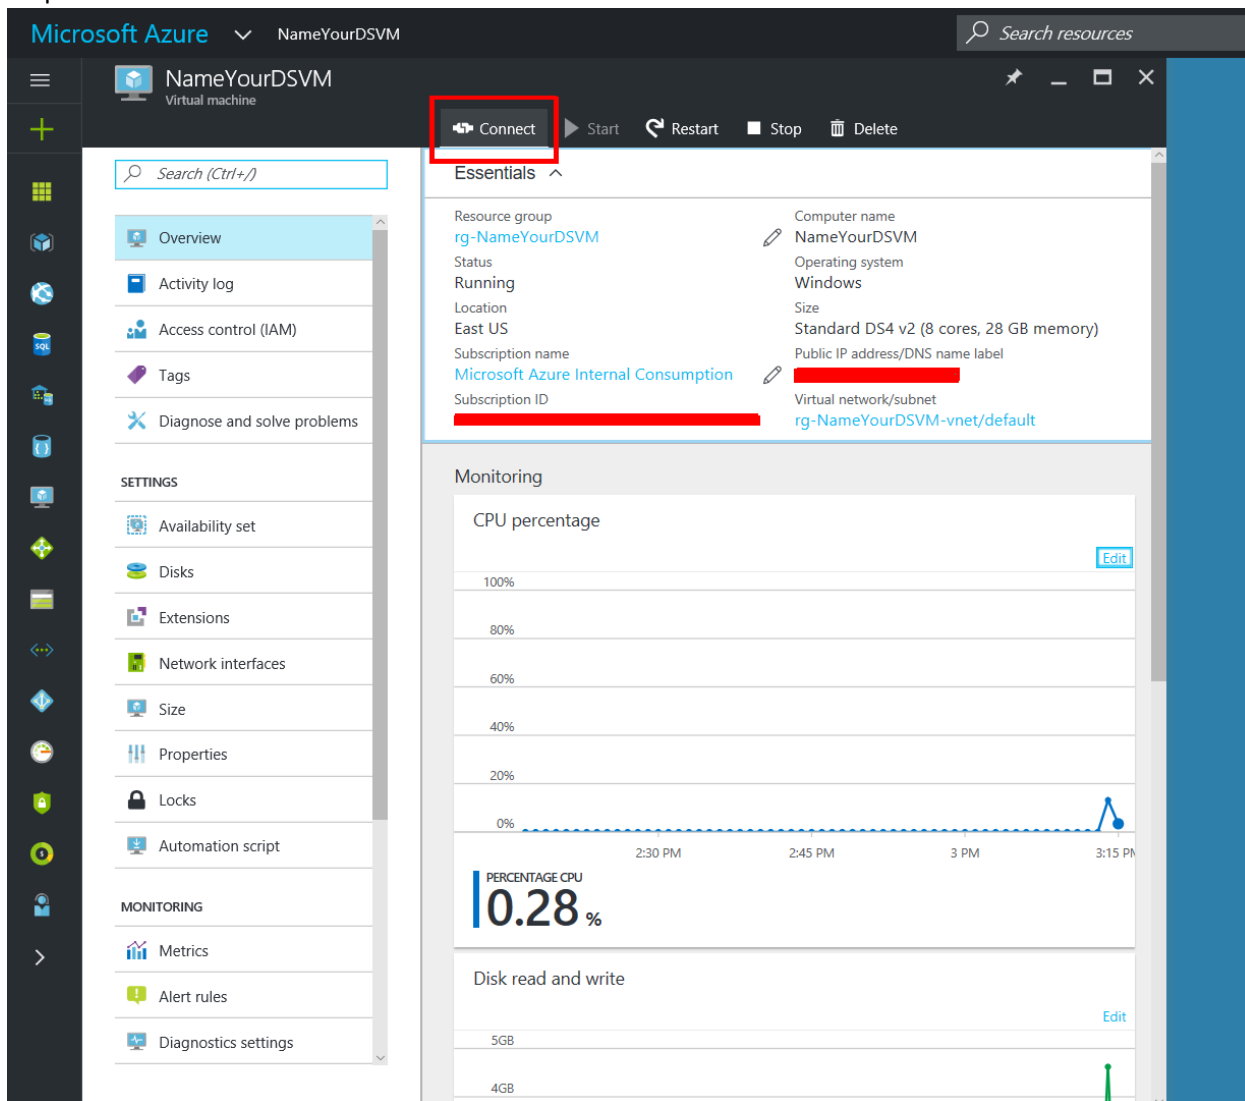 Microsoft Azure NameYourDSVM Search resources
NameYourDSVM
Virtual machine
Connect Start Restart Stop Delete
Search (Ctrl+/)
Overview
Activity log
Access control (IAM)
Tags
Diagnose and solve problems
SETTINGS
Availability set
Disks
Extensions
Network interfaces
Size
Properties
Locks
Automation script
MONITORING
Metrics
Alert rules
Diagnostics settings
Essentials
Resource group
rg-NameYourDSVM
Status
Running
Location
East US
Subscription name
Microsoft Azure Internal Consumption
Subscription ID
Computer name
NameYourDSVM
Operating system
Windows
Size
Standard DS4 v2 (8 cores, 28 GB memory)
Public IP address/DNS name label
Virtual network/subnet
rg-NameYourDSVM-vnet/default
Monitoring
CPU percentage
Edit
100%
80%
60%
40%
20%
0%
2:30 PM 2:45 PM 3 PM 3:15 PM
PERCENTAGE CPU
0.28 %
Disk read and write
Edit
5GB
4GB